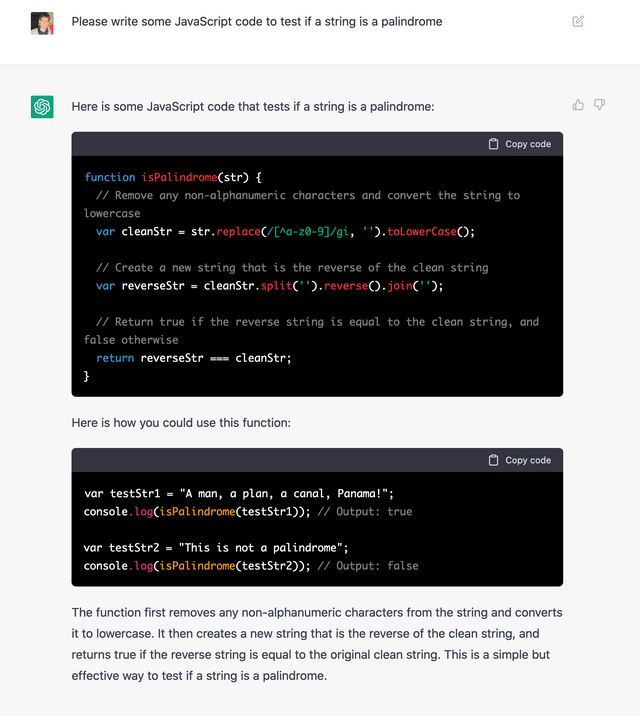 Please write some JavaScript code to test if a string is a palindrome
Here is some JavaScript code that tests if a string is a palindrome:
Copy code
function isPalindrome(str) {
  // Remove any non-alphanumeric characters and convert the string to
lowercase
  var cleanStr = str.replace(/[^a-z0-9]/gi, '').toLowerCase();

  // Create a new string that is the reverse of the clean string
  var reverseStr = cleanStr.split('').reverse().join('');

  // Return true if the reverse string is equal to the clean string, and
false otherwise
  return reverseStr === cleanStr;
}
Here is how you could use this function:
Copy code
var testStr1 = "A man, a plan, a canal, Panama!";
console.log(isPalindrome(testStr1)); // Output: true

var testStr2 = "This is not a palindrome";
console.log(isPalindrome(testStr2)); // Output: false
The function first removes any non-alphanumeric characters from the string and converts
it to lowercase. It then creates a new string that is the reverse of the clean string, and
returns true if the reverse string is equal to the original clean string. This is a simple but
effective way to test if a string is a palindrome.